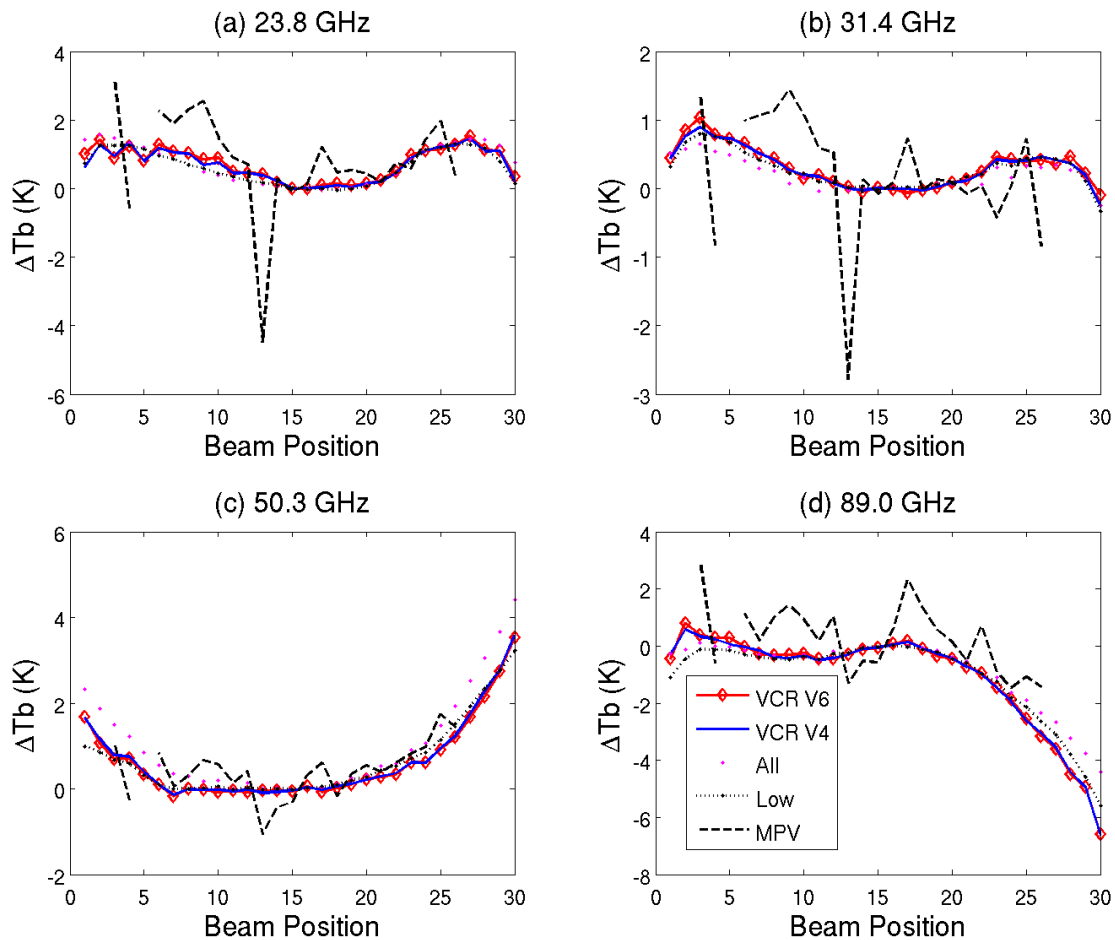 (a) 23.8 GHz
4
2
0
-2
-4
-6
ΔTb (K)
0 5 10 15 20 25 30
Beam Position
(b) 31.4 GHz
2
1
0
-1
-2
-3
ΔTb (K)
0 5 10 15 20 25 30
Beam Position
(c) 50.3 GHz
6
4
2
0
-2
ΔTb (K)
0 5 10 15 20 25 30
Beam Position
(d) 89.0 GHz
4
2
0
-2
-4
-6
-8
ΔTb (K)
VCR V6
VCR V4
All
Low
MPV
0 5 10 15 20 25 30
Beam Position